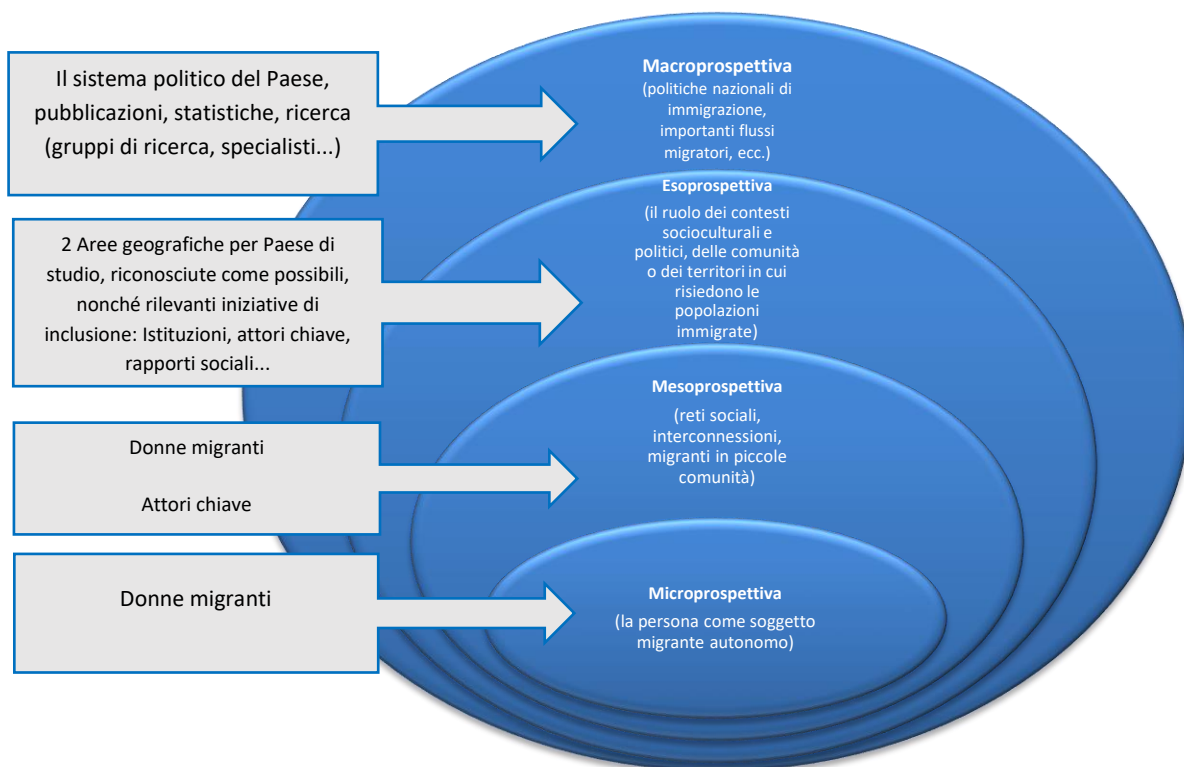 Il sistema politico del Paese,
pubblicazioni, statistiche, ricerca
(gruppi di ricerca, specialisti...)
Macroprospettiva
(politiche nazionali di
immigrazione,
importanti flussi
migratori, ecc.)
2 Aree geografiche per Paese di
studio, riconosciute come possibili,
nonché rilevanti iniziative di
inclusione: Istituzioni, attori chiave,
rapporti sociali...
Esoprospettiva
(il ruolo dei contesti
socioculturali e
politici, delle comunità
o dei territori in cui
risiedono le
popolazioni
immigrate)
Donne migranti
Attori chiave
Mesoprospettiva
(reti sociali,
interconnessioni,
migranti in piccole
comunità)
Donne migranti
Microprospettiva
(la persona come soggetto
migrante autonomo)